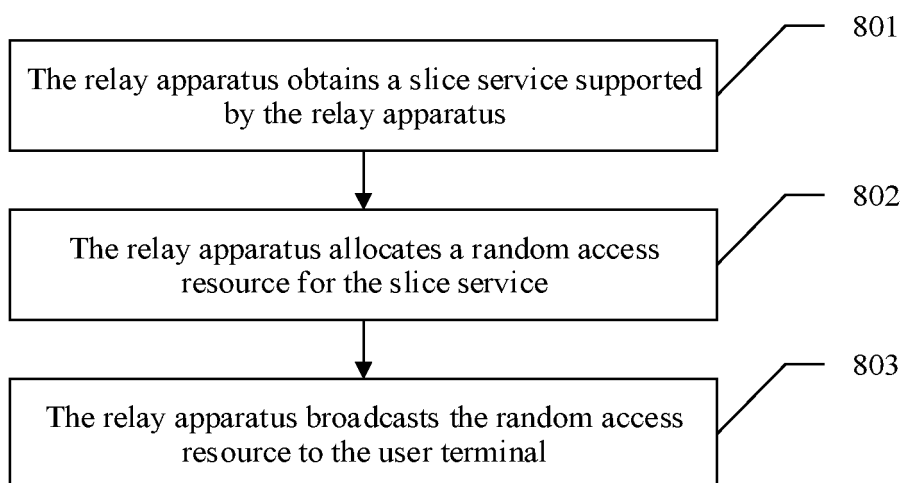 801
The relay apparatus obtains a slice service supported
by the relay apparatus
802
The relay apparatus allocates a random access
resource for the slice service
803
The relay apparatus broadcasts the random access
resource to the user terminal